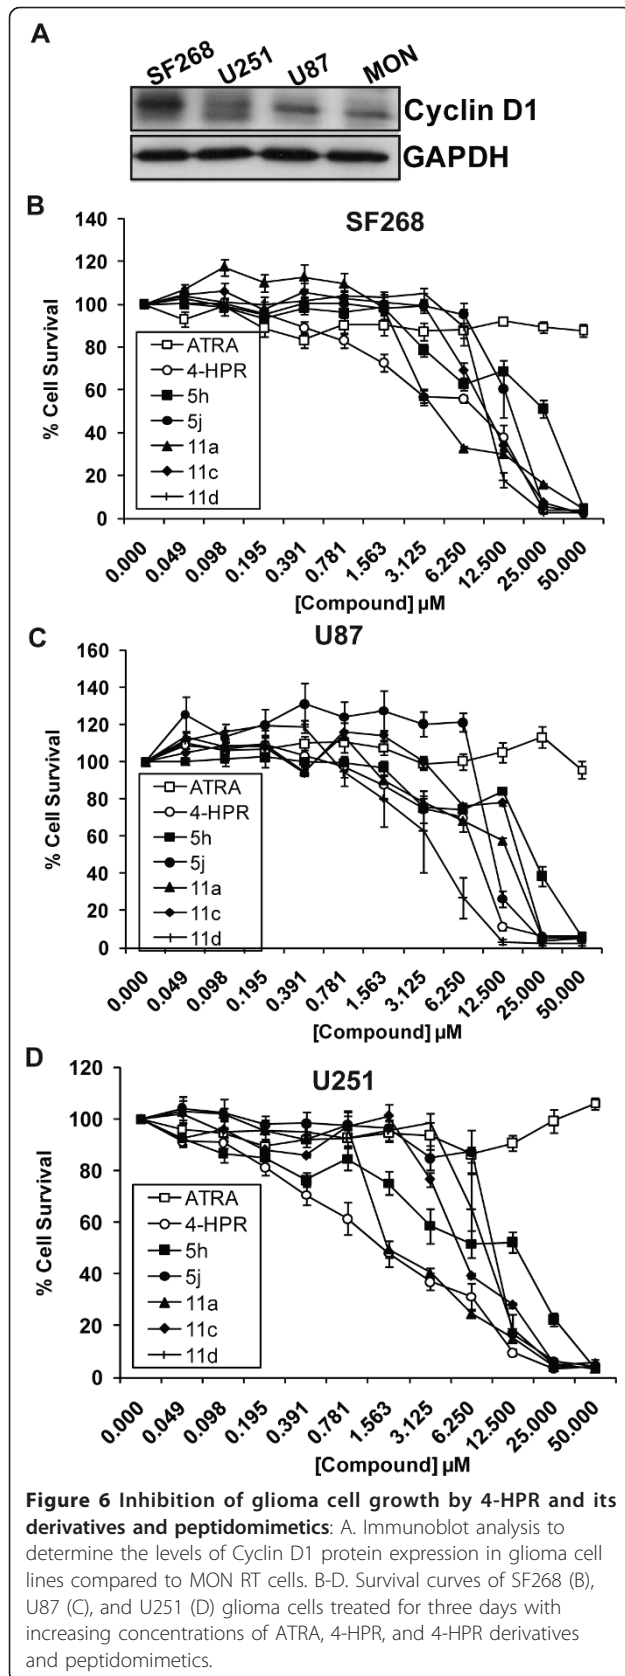 A
SF268 U251 U87 MON
Cyclin D1
GAPDH
B
SF268
140
120
100
80
60
40
20
0
% Cell Survival
ATRA
4-HPR
5h
5j
11a
11c
11d
0.000 0.049 0.098 0.195 0.391 0.781 1.563 3.125 6.250 12.500 25.000 50.000
[Compound] µM
C
U87
160
140
120
100
80
60
40
20
0
% Cell Survival
ATRA
4-HPR
5h
5j
11a
11c
11d
0.000 0.049 0.098 0.195 0.391 0.781 1.563 3.125 6.250 12.500 25.000 50.000
[Compound] µM
D
U251
120
100
80
60
40
20
0
% Cell Survival
ATRA
4-HPR
5h
5j
11a
11c
11d
0.000 0.049 0.098 0.195 0.391 0.781 1.563 3.125 6.250 12.500 25.000 50.000
[Compound] µM
Figure 6 Inhibition of glioma cell growth by 4-HPR and its
derivatives and peptidomimetics: A. Immunoblot analysis to
determine the levels of Cyclin D1 protein expression in glioma cell
lines compared to MON RT cells. B-D. Survival curves of SF268 (B),
U87 (C), and U251 (D) glioma cells treated for three days with
increasing concentrations of ATRA, 4-HPR, and 4-HPR derivatives
and peptidomimetics.